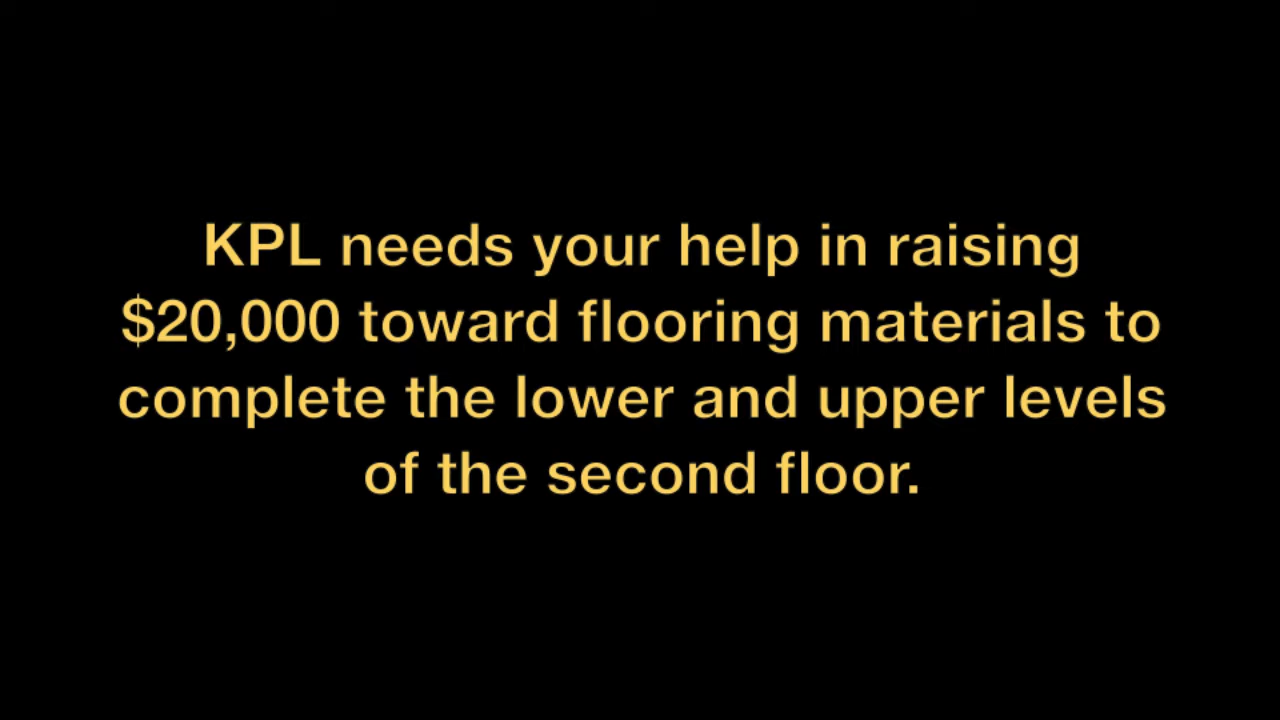 KPL needs your help in raising
$20,000 toward flooring materials to
complete the lower and upper levels
of the second floor.